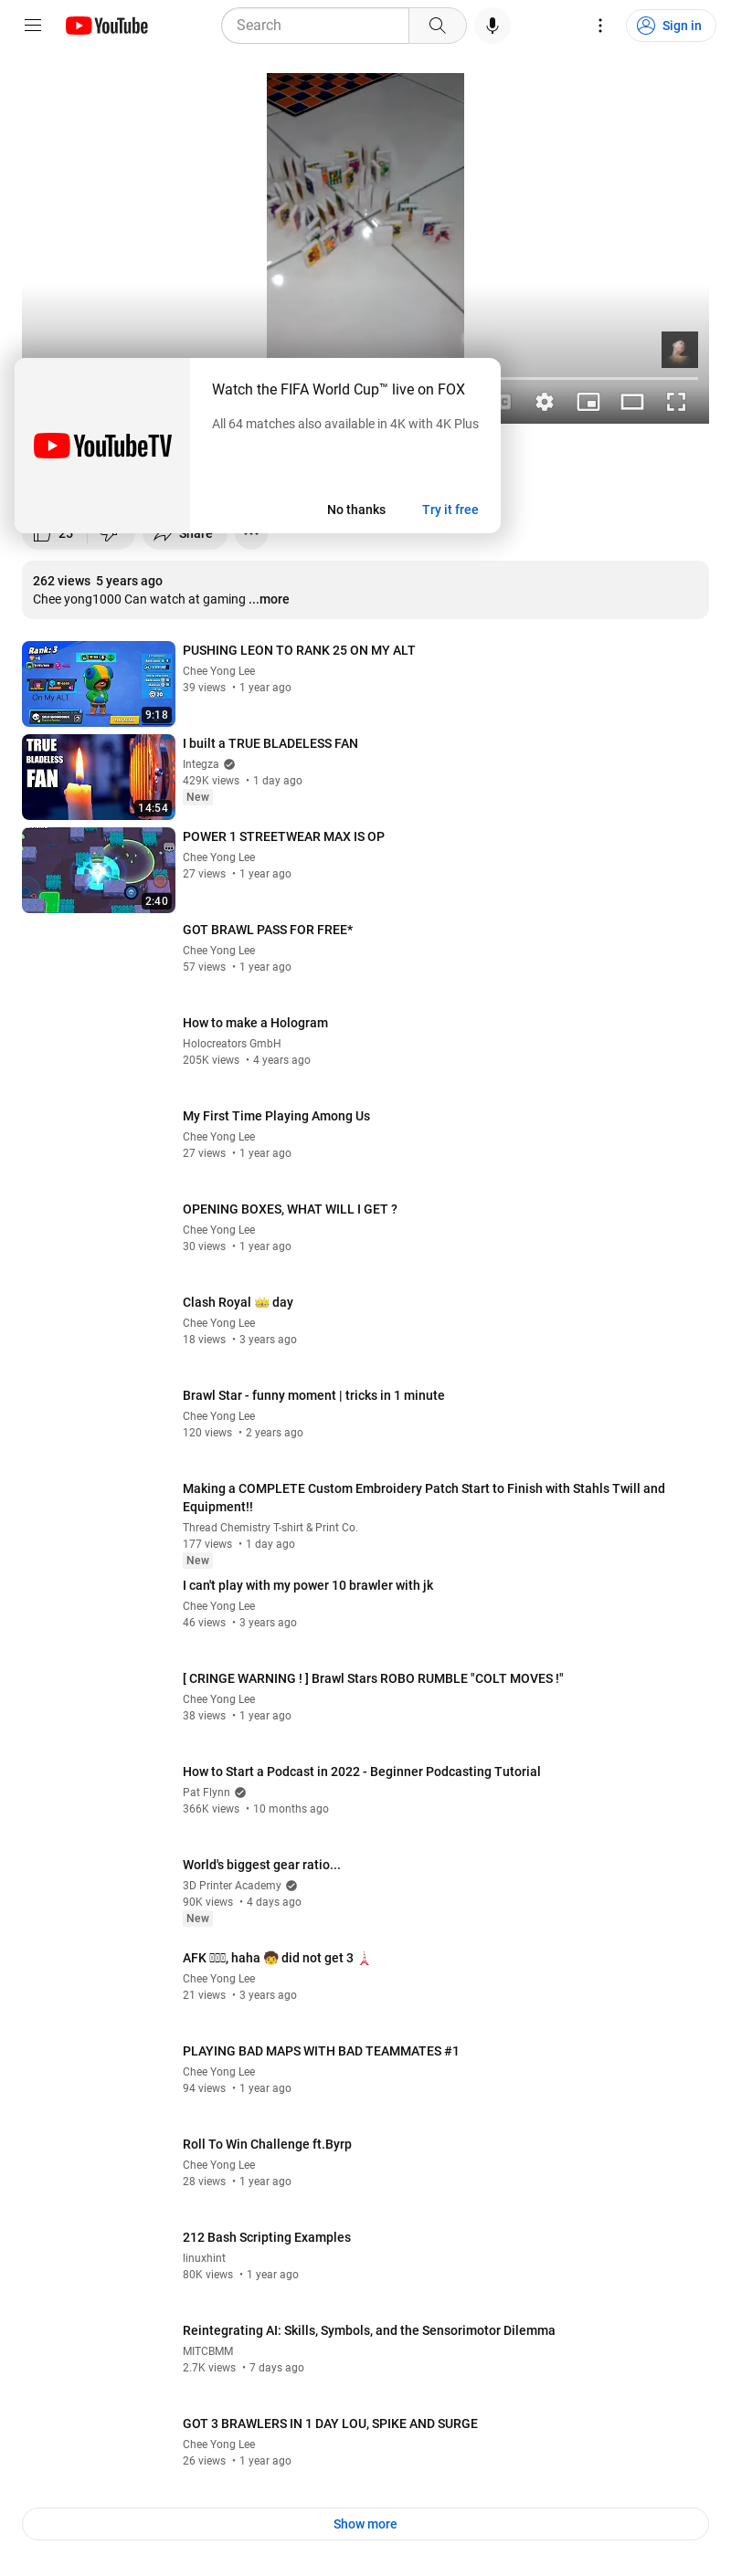 YouTube
Search
Sign in
Watch the FIFA World Cup™ live on FOX
All 64 matches also available in 4K with 4K Plus
YouTubeTV
No thanks
Try it free
25
Share
262 views 5 years ago
Chee yong1000 Can watch at gaming ...more
Rank: 3
On My ALT
9:18
PUSHING LEON TO RANK 25 ON MY ALT
Chee Yong Lee
39 views • 1 year ago
TRUE
BLADELESS
FAN
14:54
I built a TRUE BLADELESS FAN
Integza
429K views • 1 day ago
New
2:40
POWER 1 STREETWEAR MAX IS OP
Chee Yong Lee
27 views • 1 year ago
GOT BRAWL PASS FOR FREE*
Chee Yong Lee
57 views • 1 year ago
How to make a Hologram
Holocreators GmbH
205K views • 4 years ago
My First Time Playing Among Us
Chee Yong Lee
27 views • 1 year ago
OPENING BOXES, WHAT WILL I GET ?
Chee Yong Lee
30 views • 1 year ago
Clash Royal 👑 day
Chee Yong Lee
18 views • 3 years ago
Brawl Star - funny moment | tricks in 1 minute
Chee Yong Lee
120 views • 2 years ago
Making a COMPLETE Custom Embroidery Patch Start to Finish with Stahls Twill and
Equipment!!
Thread Chemistry T-shirt & Print Co.
177 views • 1 day ago
New
I can't play with my power 10 brawler with jk
Chee Yong Lee
46 views • 3 years ago
[ CRINGE WARNING ! ] Brawl Stars ROBO RUMBLE "COLT MOVES !"
Chee Yong Lee
38 views • 1 year ago
How to Start a Podcast in 2022 - Beginner Podcasting Tutorial
Pat Flynn
366K views • 10 months ago
World's biggest gear ratio...
3D Printer Academy
90K views • 4 days ago
New
AFK, haha 🧒 did not get 3 🗼
Chee Yong Lee
21 views • 3 years ago
PLAYING BAD MAPS WITH BAD TEAMMATES #1
Chee Yong Lee
94 views • 1 year ago
Roll To Win Challenge ft.Byrp
Chee Yong Lee
28 views • 1 year ago
212 Bash Scripting Examples
linuxhint
80K views • 1 year ago
Reintegrating AI: Skills, Symbols, and the Sensorimotor Dilemma
MITCBMM
2.7K views • 7 days ago
GOT 3 BRAWLERS IN 1 DAY LOU, SPIKE AND SURGE
Chee Yong Lee
26 views • 1 year ago
Show more